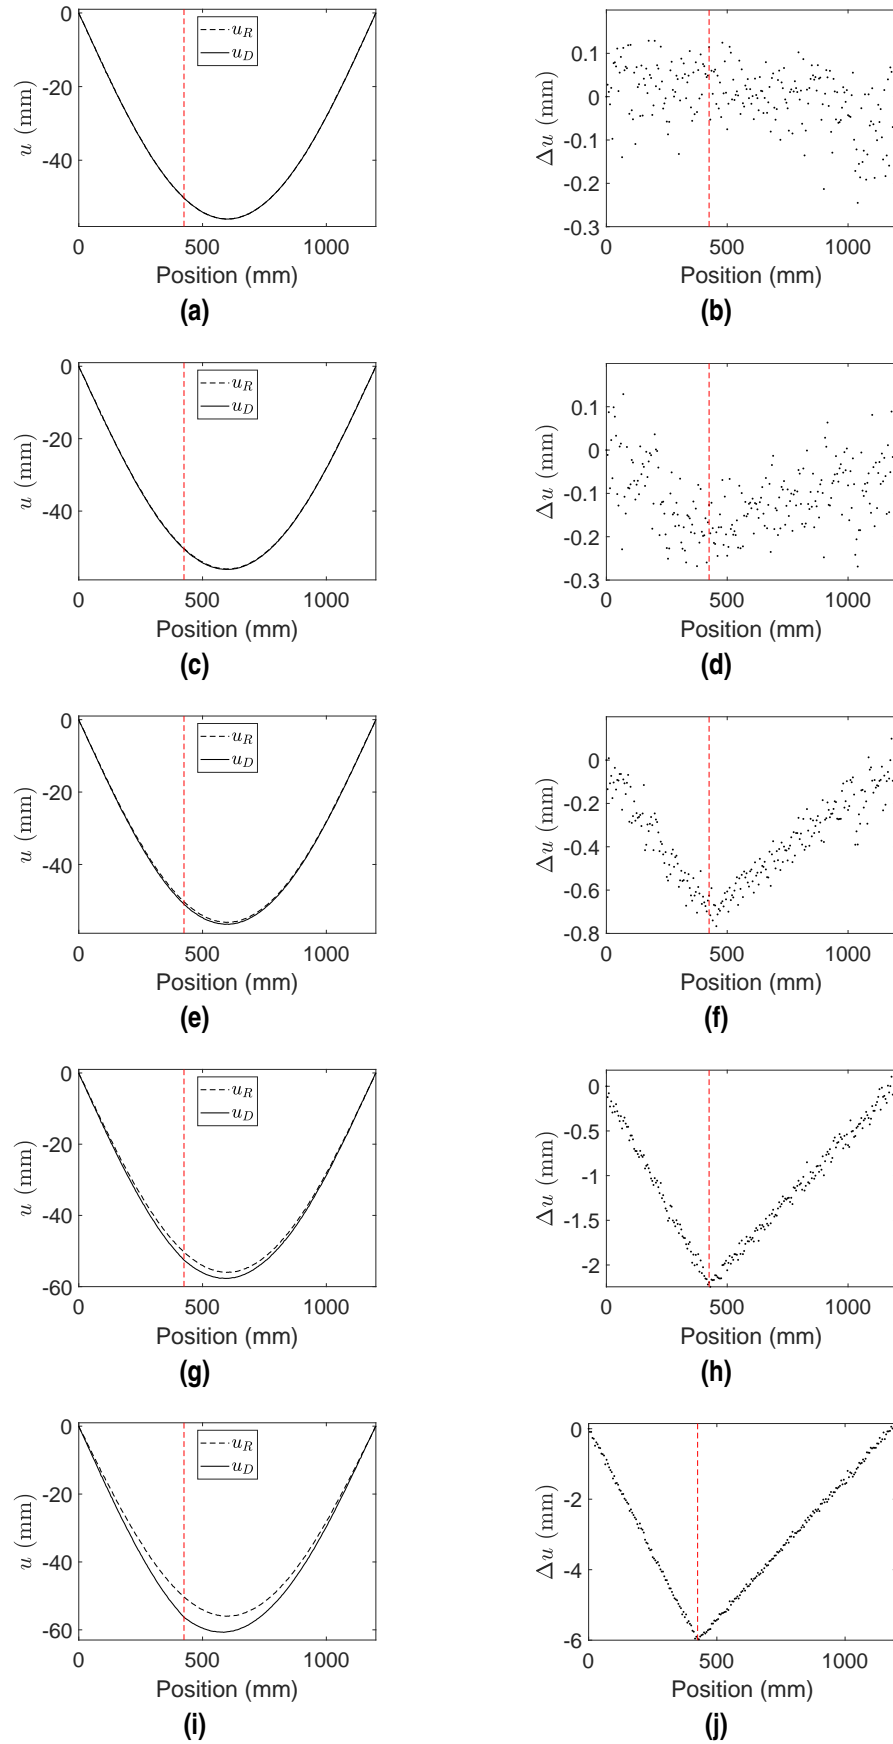 0
-20
-40
u (mm)
u_R
u_D
0 500 1000
Position (mm)
(a)
0.1
0
-0.1
-0.2
-0.3
Δu (mm)
0 500 1000
Position (mm)
(b)
0
-20
-40
u (mm)
u_R
u_D
0 500 1000
Position (mm)
(c)
0.1
0
-0.1
-0.2
-0.3
Δu (mm)
0 500 1000
Position (mm)
(d)
0
-20
-40
u (mm)
u_R
u_D
0 500 1000
Position (mm)
(e)
0
-0.2
-0.4
-0.6
-0.8
Δu (mm)
0 500 1000
Position (mm)
(f)
0
-20
-40
-60
u (mm)
u_R
u_D
0 500 1000
Position (mm)
(g)
0
-0.5
-1
-1.5
-2
Δu (mm)
0 500 1000
Position (mm)
(h)
0
-20
-40
-60
u (mm)
u_R
u_D
0 500 1000
Position (mm)
(i)
0
-2
-4
-6
Δu (mm)
0 500 1000
Position (mm)
(j)